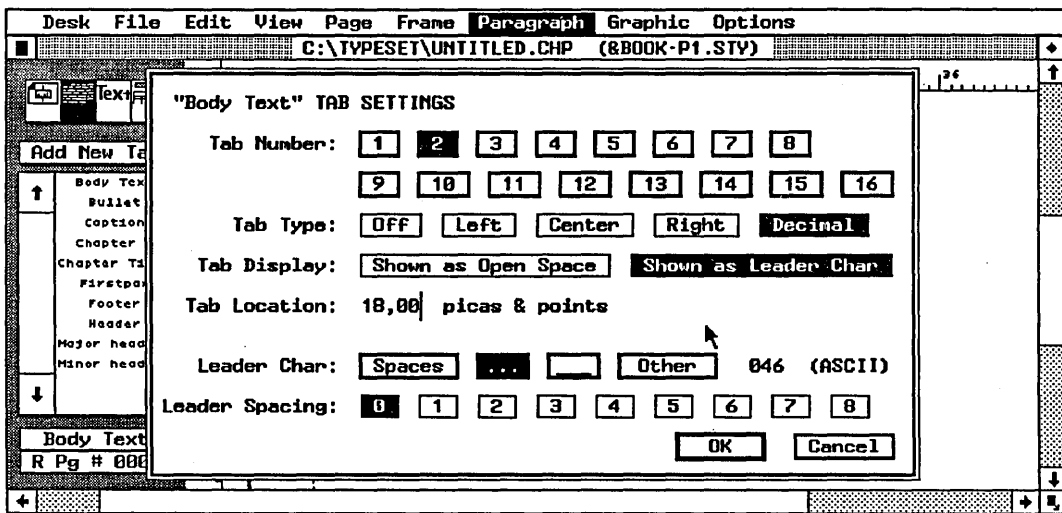 Desk File Edit View Page Frame Paragraph Graphic Options
C:\TYPESET\UNTITLED.CHP (&BOOK-P1.STY)
36
Text
"Body Text" TAB SETTINGS
Tab Number: 1 2 3 4 5 6 7 8
9 10 11 12 13 14 15 16
Tab Type: Off Left Center Right Decimal
Tab Display: Shown as Open Space Shown as Leader Char
Tab Location: 18,00 picas & points
Leader Char: Spaces ... __ Other 046 (ASCII)
Leader Spacing: 0 1 2 3 4 5 6 7 8
OK Cancel
Add New Ta
Body Tex
Bullet
Caption
Chapter
Chapter Ti
Firstpar
Footer
Header
Major head
Minor head
Body Text
R Pg # 000